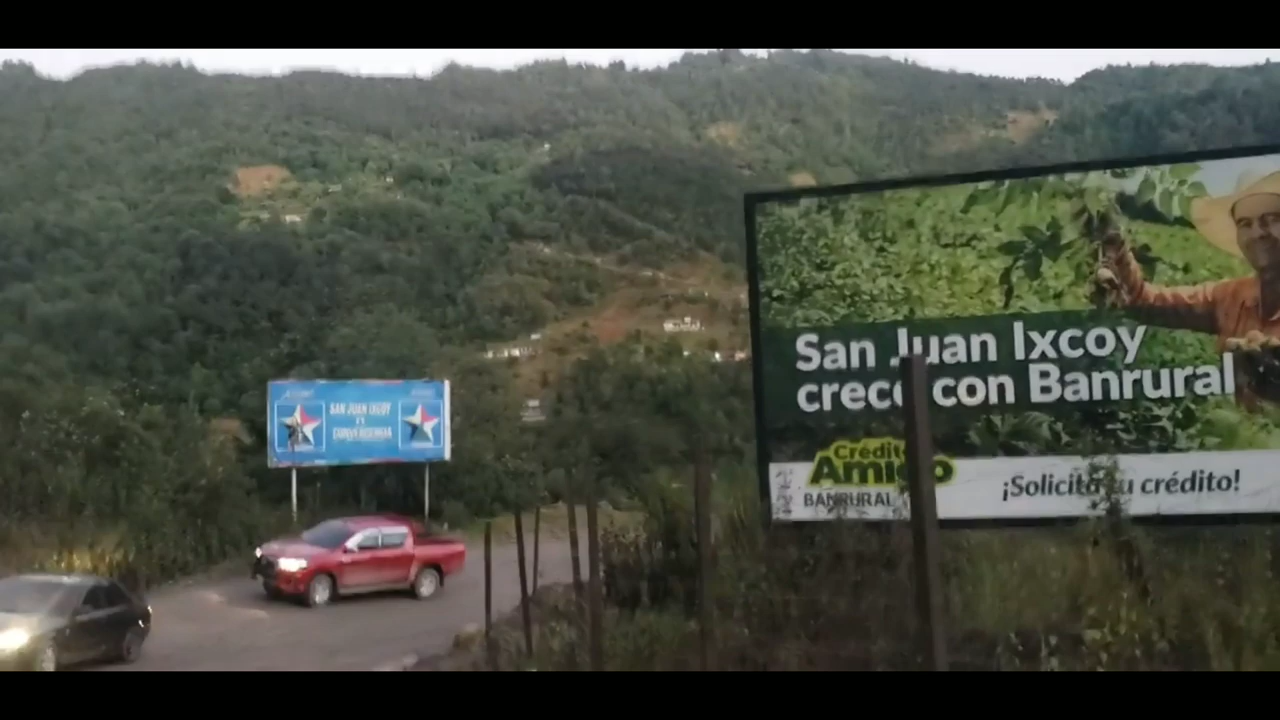 SAN JUAN IXCOY
San Juan Ixcoy
crece con Banrural
Crédito
Amigo
BANRURAL
¡Solicita tu crédito!